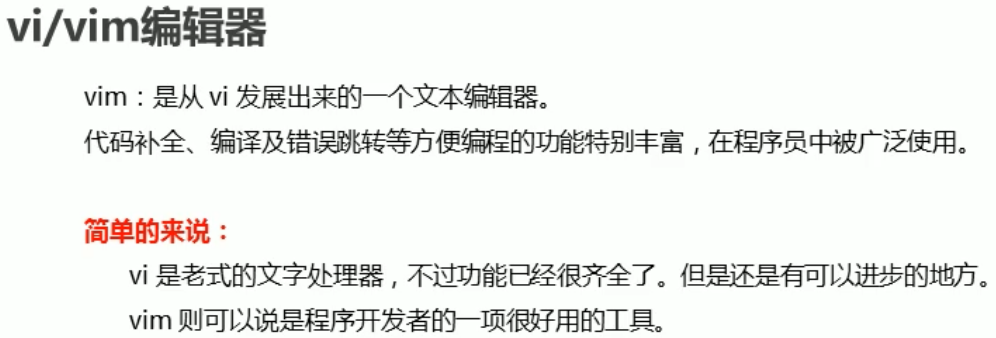 vi/vim编辑器
vim：是从 vi 发展出来的一个文本编辑器。
代码补全、编译及错误跳转等方便编程的功能特别丰富，在程序员中被广泛使用。
简单的来说：
vi 是老式的文字处理器，不过功能已经很齐全了。但是还是有可以进步的地方。
vim 则可以说是程序开发者的一项很好用的工具。